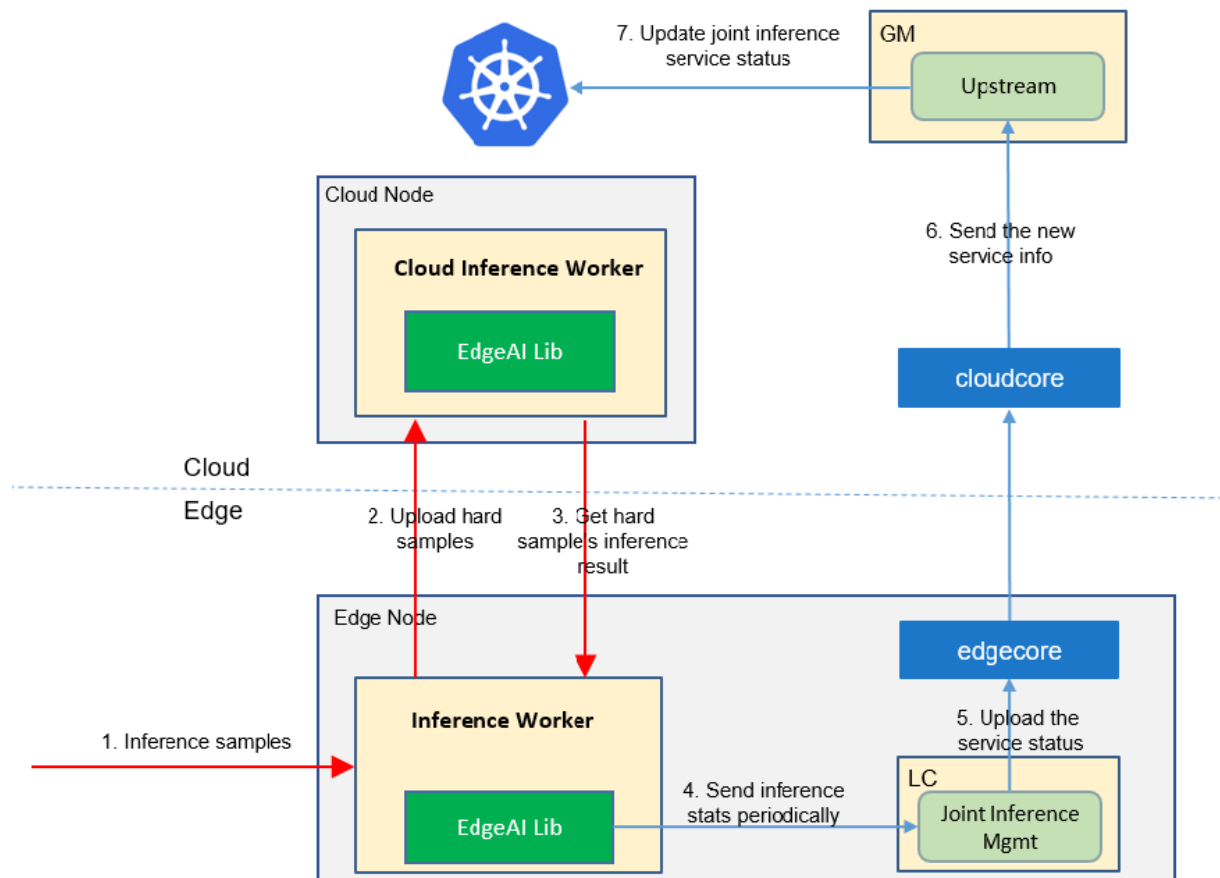 7. Update joint inference
service status
GM
Upstream
Cloud Node
Cloud Inference Worker
EdgeAI Lib
6. Send the new
service info
cloudcore
Cloud
Edge
2. Upload hard
samples
3. Get hard
sample's inference
result
Edge Node
edgecore
Inference Worker
1. Inference samples
5. Upload the
service status
4. Send inference
stats periodically
LC
EdgeAI Lib
Joint Inference
Mgmt